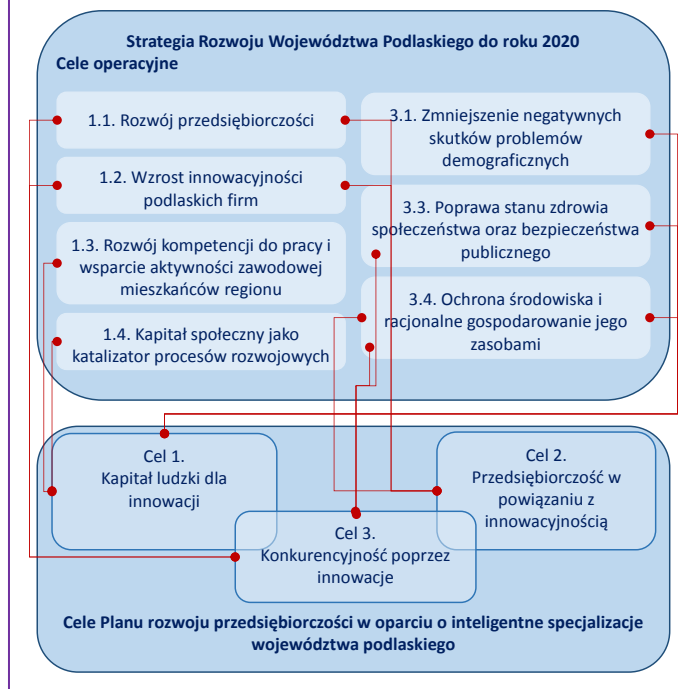 Strategia Rozwoju Województwa Podlaskiego do roku 2020
Cele operacyjne
1.1. Rozwój przedsiębiorczości
1.2. Wzrost innowacyjności
podlaskich firm
1.3. Rozwój kompetencji do pracy i
wsparcie aktywności zawodowej
mieszkańców regionu
1.4. Kapitał społeczny jako
katalizator procesów rozwojowych
3.1. Zmniejszenie negatywnych
skutków problemów
demograficznych
3.3. Poprawa stanu zdrowia
społeczeństwa oraz bezpieczeństwa
publicznego
3.4. Ochrona środowiska i
racjonalne gospodarowanie jego
zasobami
Cel 1.
Kapitał ludzki dla
innowacji
Cel 2.
Przedsiębiorczość w
powiązaniu z
innowacyjnością
Cel 3.
Konkurencyjność poprzez
innowacje
Cele Planu rozwoju przedsiębiorczości w oparciu o inteligentne specjalizacje
województwa podlaskiego